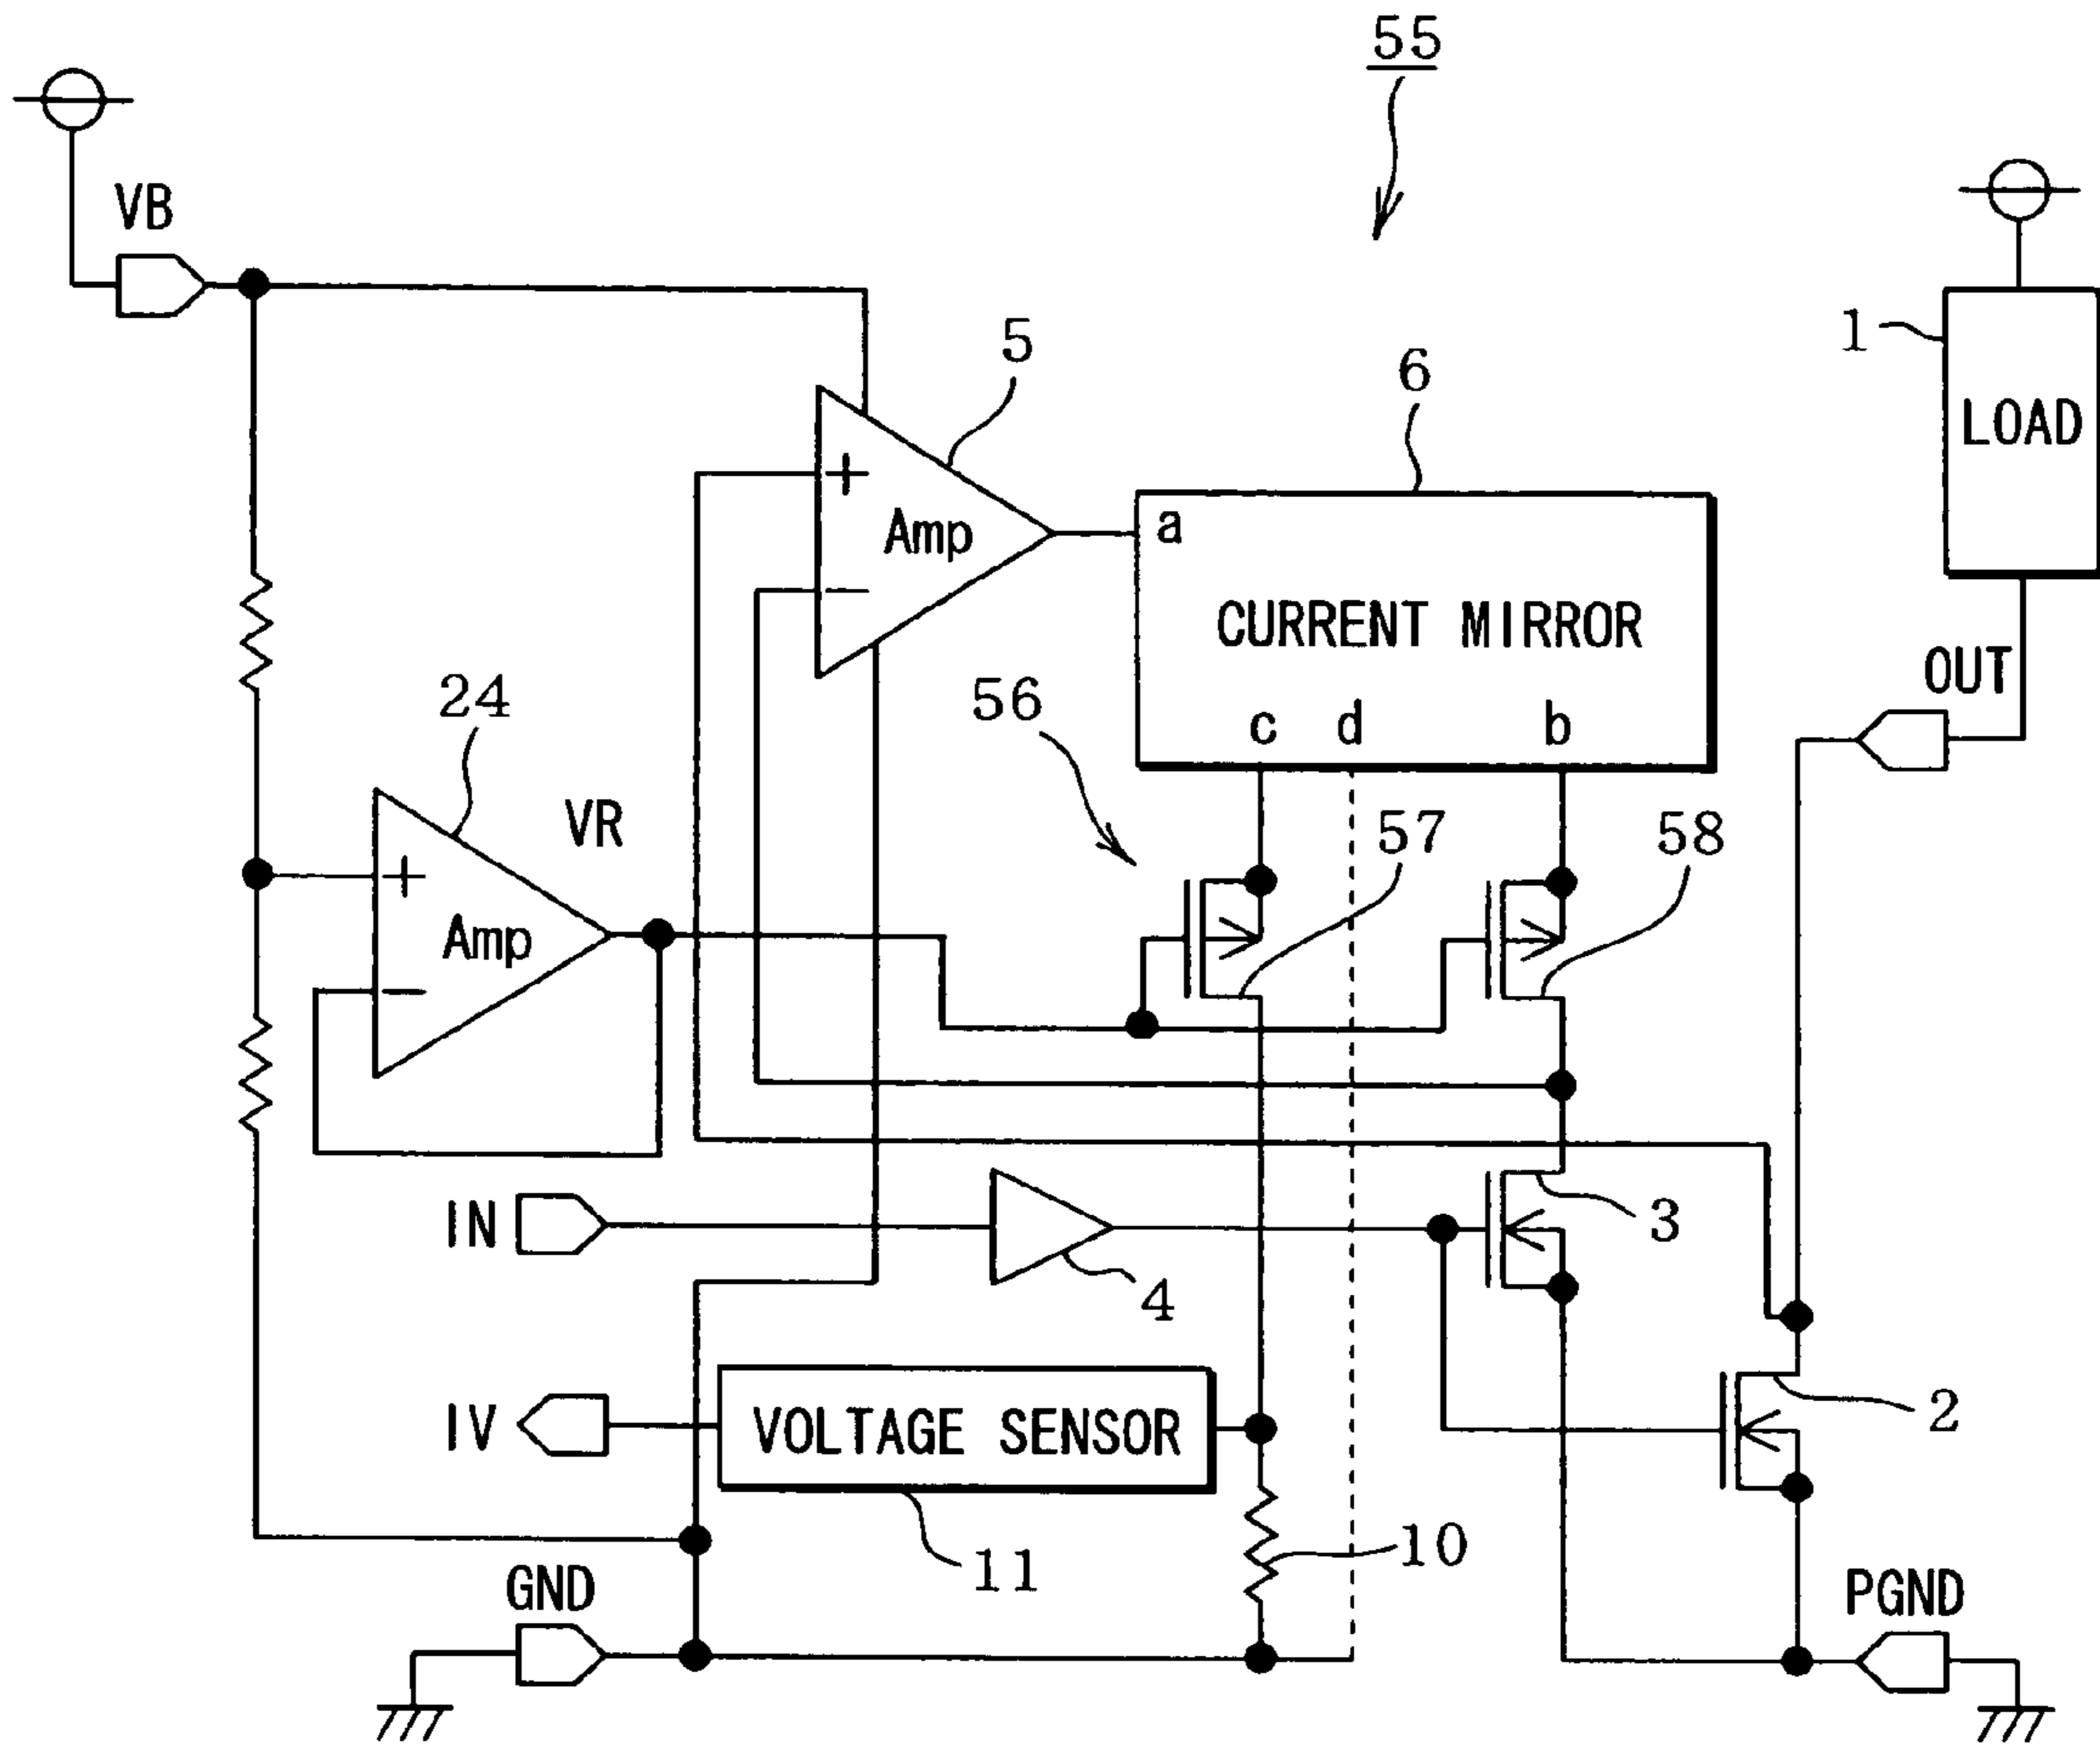 55
VB
5
1
6
LOAD
+
a
Amp
CURRENT MIRROR
−
OUT
24
56
c d b
VR
57
58
+
Amp
−
IN
3
4
IV
VOLTAGE SENSOR
2
10
11
GND
PGND